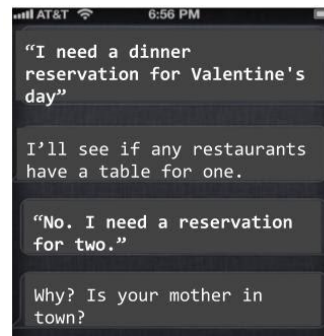 AT&T 6:56 PM
“I need a dinner
reservation for Valentine's
day”
I’ll see if any restaurants
have a table for one.
“No. I need a reservation
for two.”
Why? Is your mother in
town?